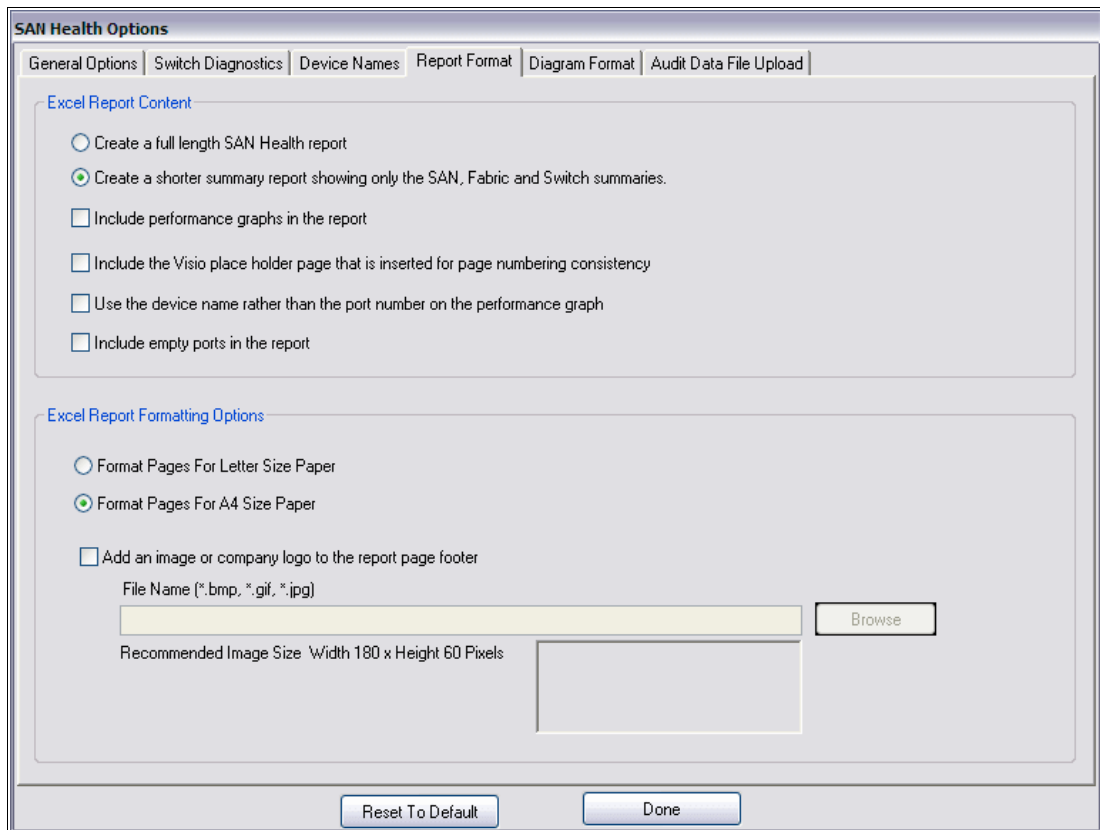 SAN Health Options
General Options Switch Diagnostics Device Names Report Format Diagram Format Audit Data File Upload
Excel Report Content
Create a full length SAN Health report
Create a shorter summary report showing only the SAN, Fabric and Switch summaries.
Include performance graphs in the report
Include the Visio place holder page that is inserted for page numbering consistency
Use the device name rather than the port number on the performance graph
Include empty ports in the report
Excel Report Formatting Options
Format Pages For Letter Size Paper
Format Pages For A4 Size Paper
Add an image or company logo to the report page footer
File Name (*.bmp, *.gif, *.jpg)
Browse
Recommended Image Size Width 180 x Height 60 Pixels
Reset To Default Done